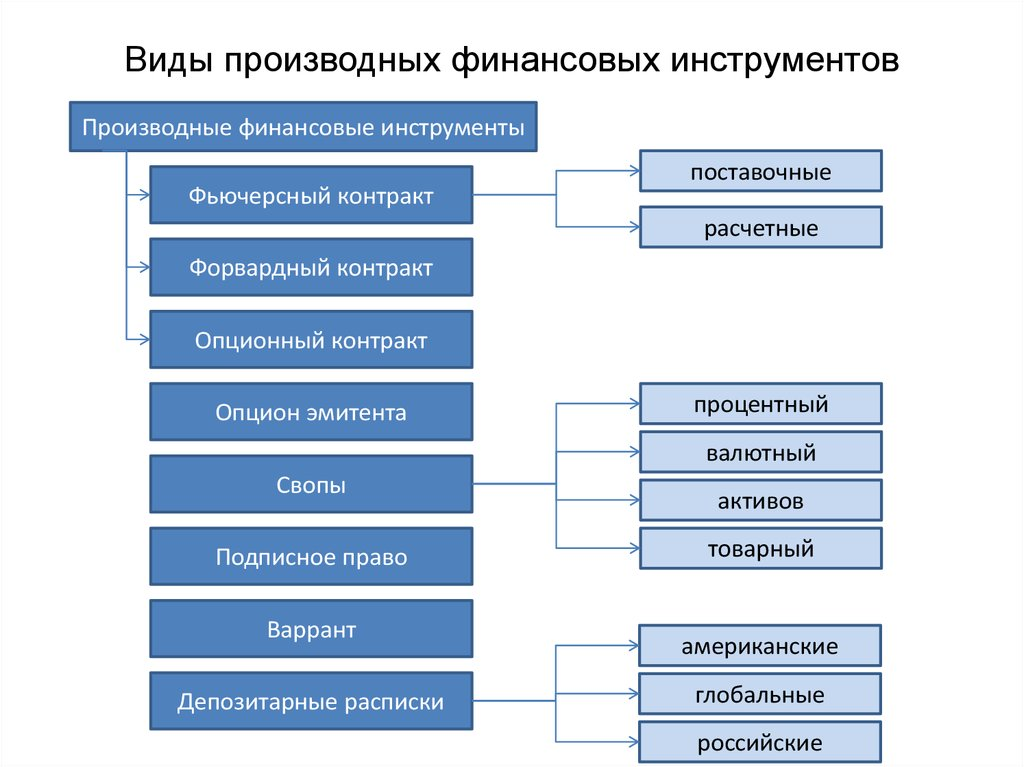 Виды производных финансовых инструментов
Производные финансовые инструменты
Фьючерсный контракт
поставочные
расчетные
Форвардный контракт
Опционный контракт
Опцион эмитента
Свопы
процентный
валютный
активов
товарный
Подписное право
Варрант
Депозитарные расписки
американские
глобальные
российские